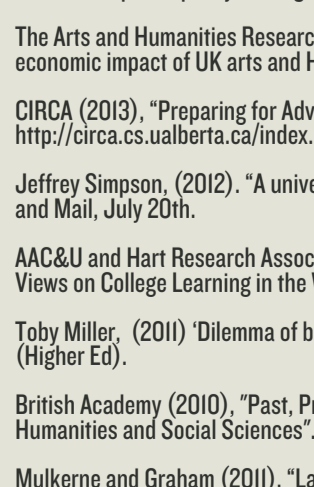 The Arts and Humanities Researc
economic impact of UK arts and H
CIRCA (2013), “Preparing for Adv
http://circa.cs.ualberta.ca/index.
Jeffrey Simpson, (2012). “A unive
and Mail, July 20th.
AAC&U and Hart Research Assoc
Views on College Learning in the
Toby Miller,  (2011) ‘Dilemma of b
(Higher Ed).
British Academy (2010), "Past, Pr
Humanities and Social Sciences".
Mulkerne and Graham (2011). “La